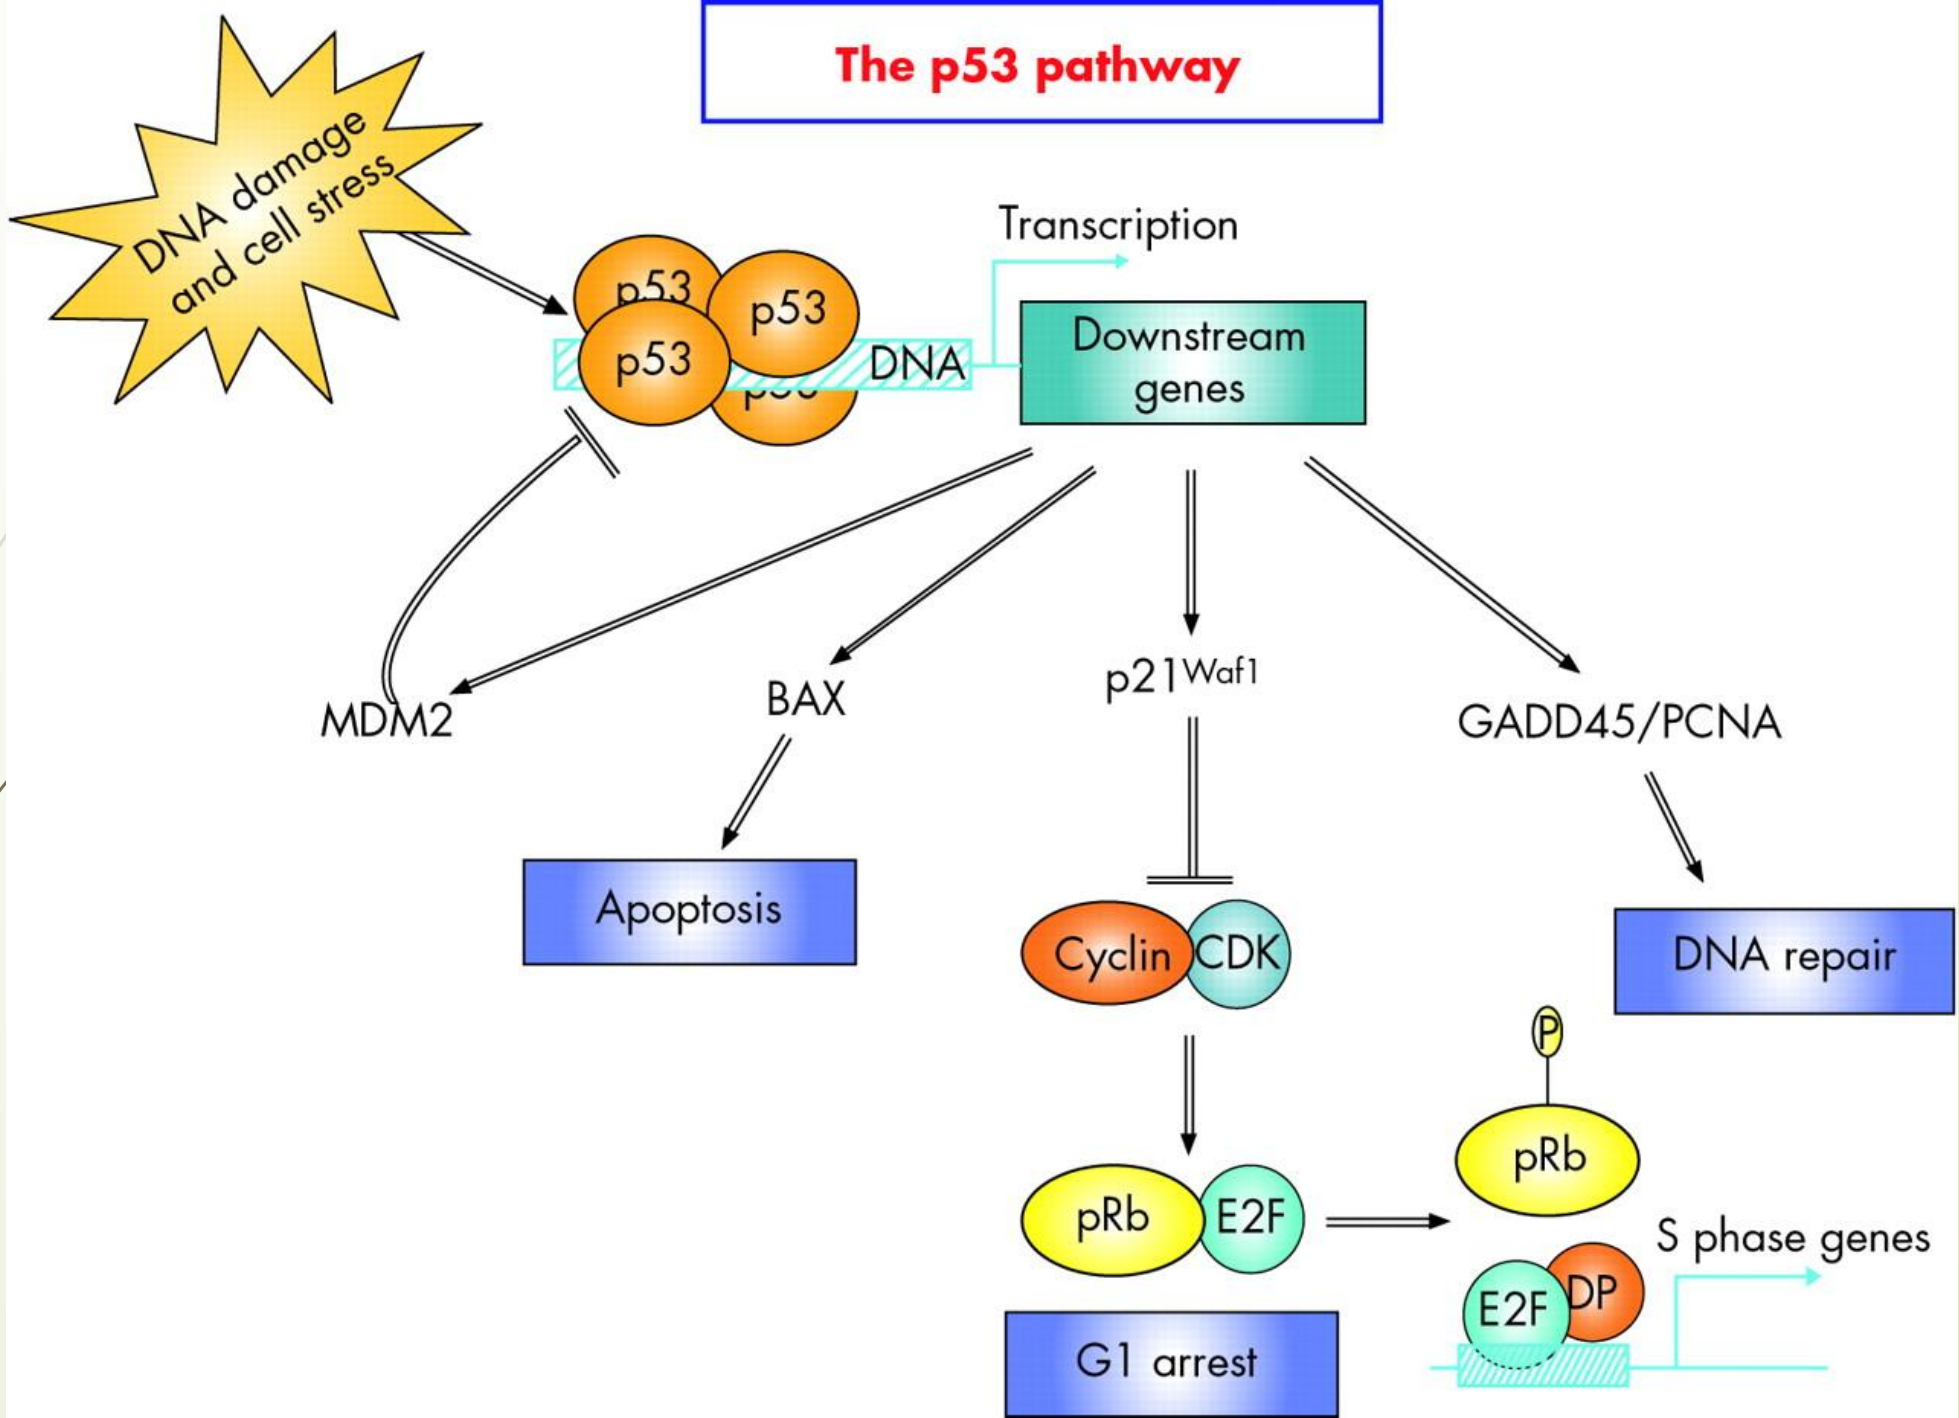 The p53 pathway
DNA damage
and cell stress
Transcription
p53
p53
p53
DNA
Downstream
genes
MDM2
BAX
p21Waf1
GADD45/PCNA
Apoptosis
Cyclin
CDK
DNA repair
P
pRb
pRb
E2F
S phase genes
E2F
DP
G1 arrest